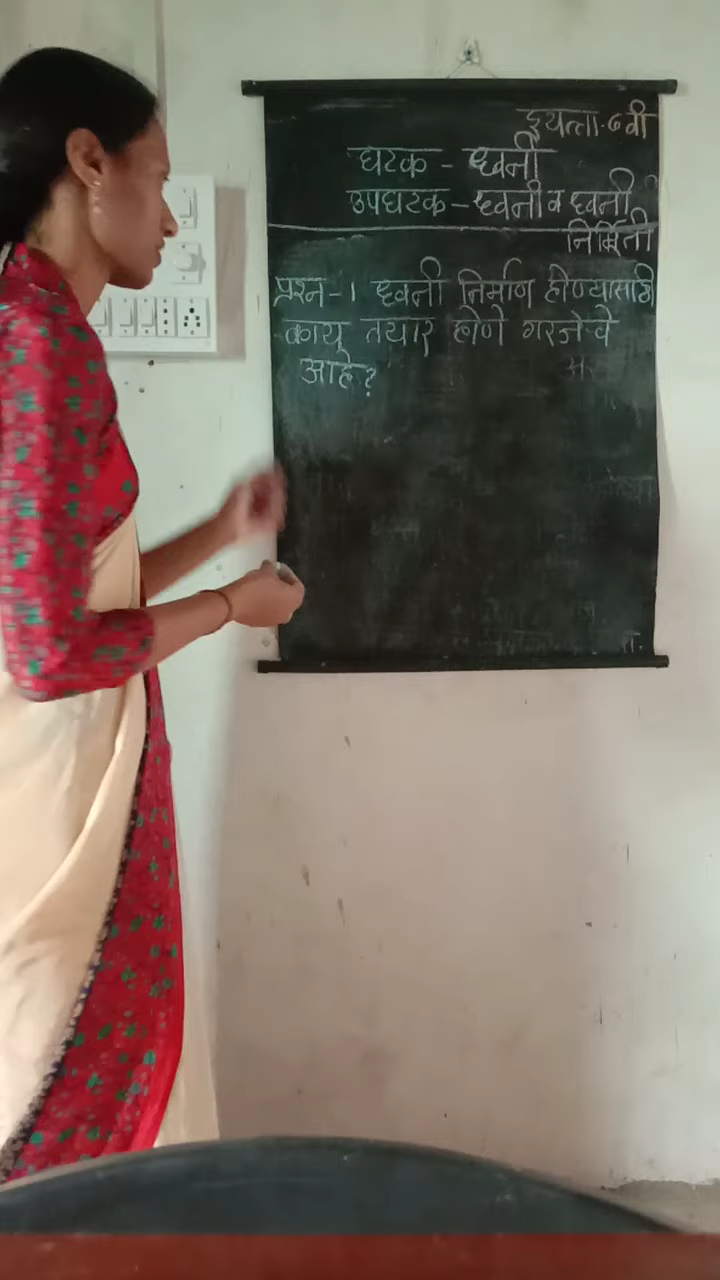 इयत्ता.७वी
घटक - ध्वनी
उपघटक - ध्वनी व ध्वनी
निर्मिती
प्रश्न-१ ध्वनी निर्माण होण्यासाठी
काय तयार होणे गरजेचे
आहे?